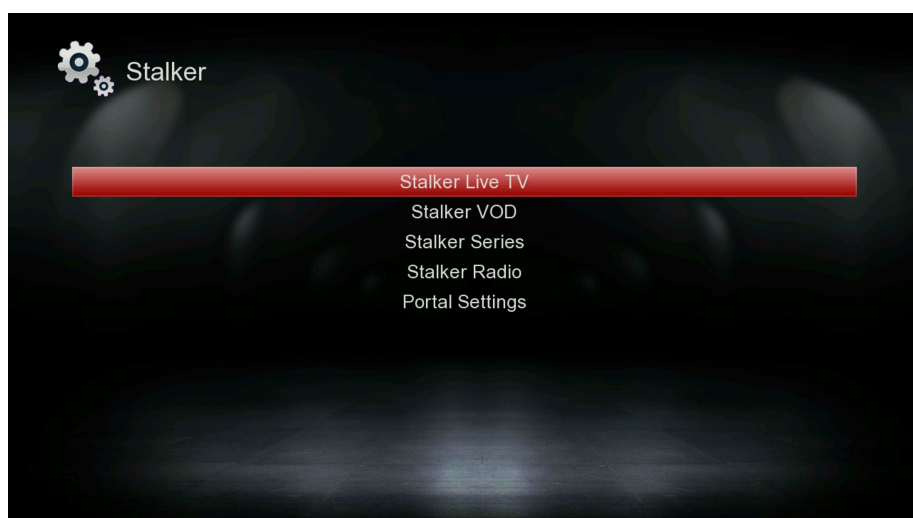 Stalker
Stalker Live TV
Stalker VOD
Stalker Series
Stalker Radio
Portal Settings